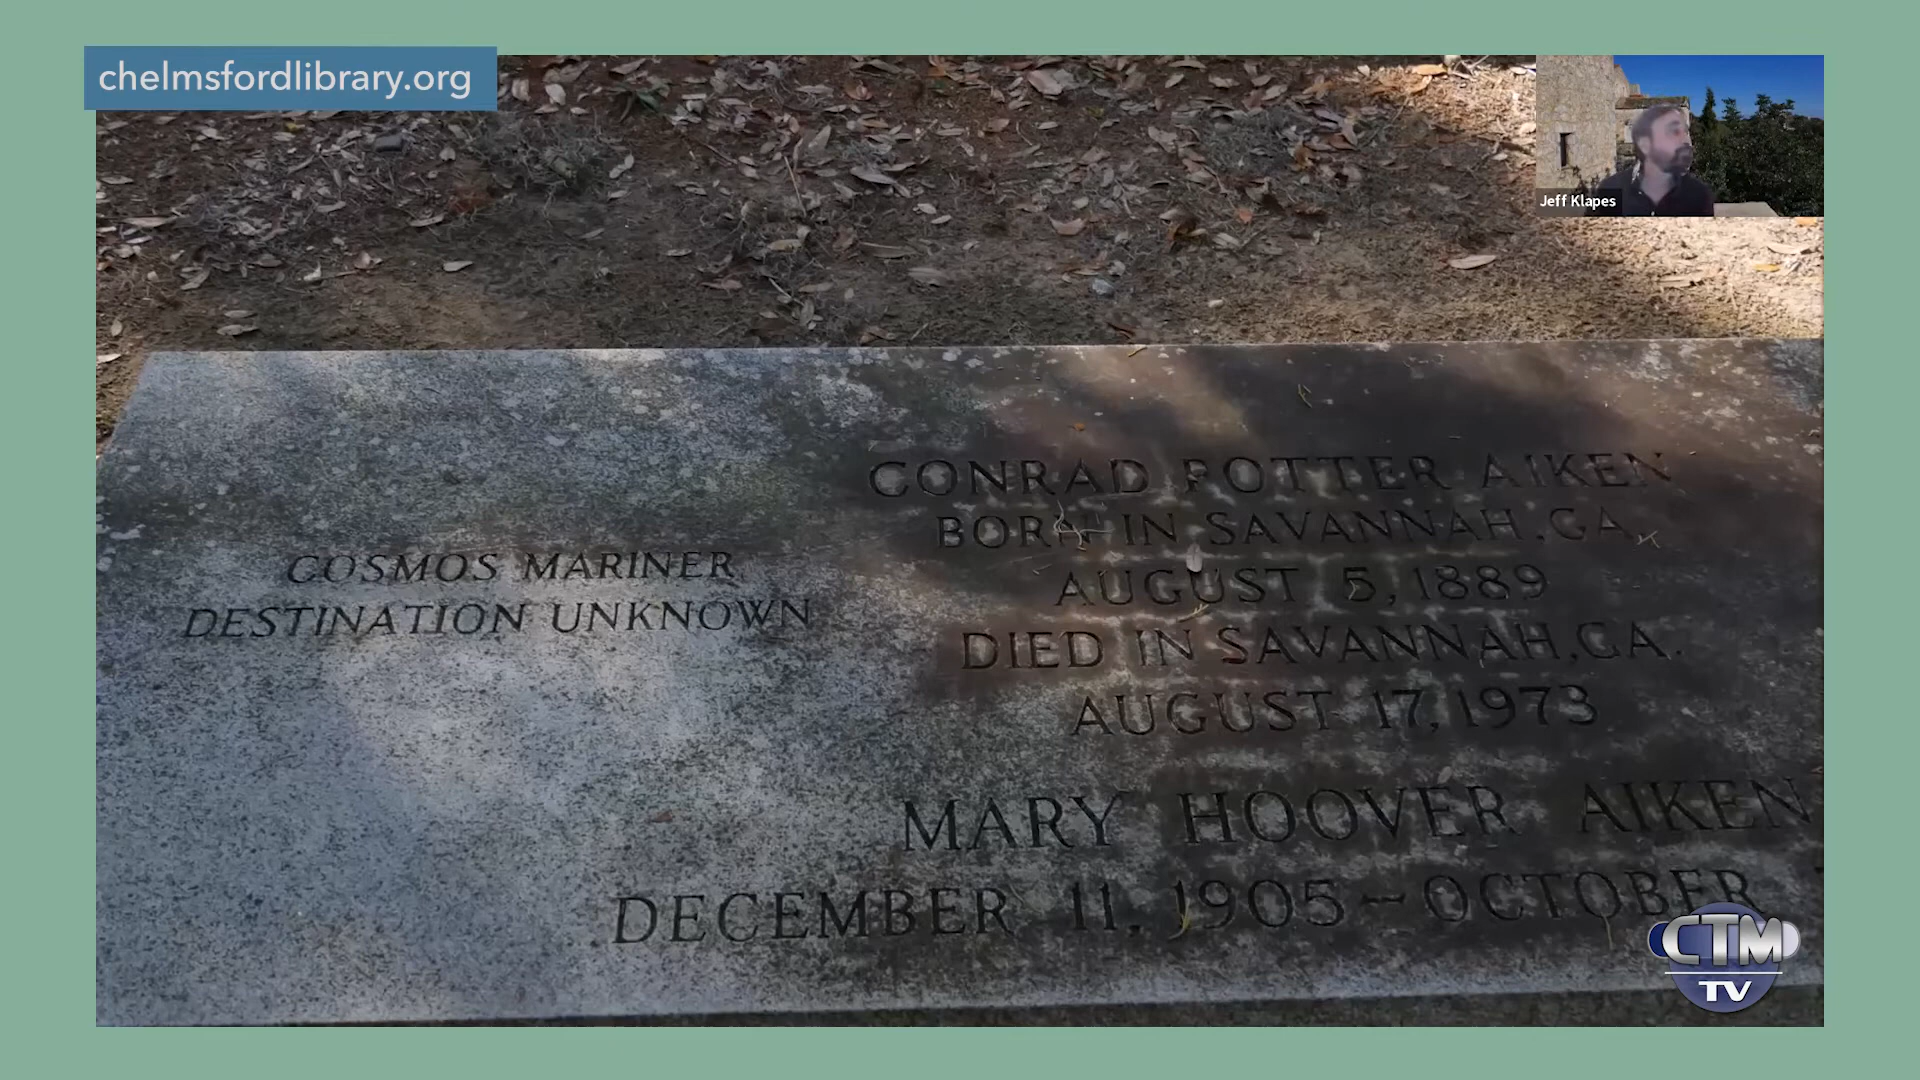 chelmsfordlibrary.org
Jeff Klapes
COSMOS MARINER
DESTINATION UNKNOWN
CONRAD POTTER AIKEN
BORN IN SAVANNAH, GA.
AUGUST 5, 1889
DIED IN SAVANNAH, GA.
AUGUST 17, 1973
MARY HOOVER AIKEN
DECEMBER 11, 1905 – OCTOBER
CTM
TV